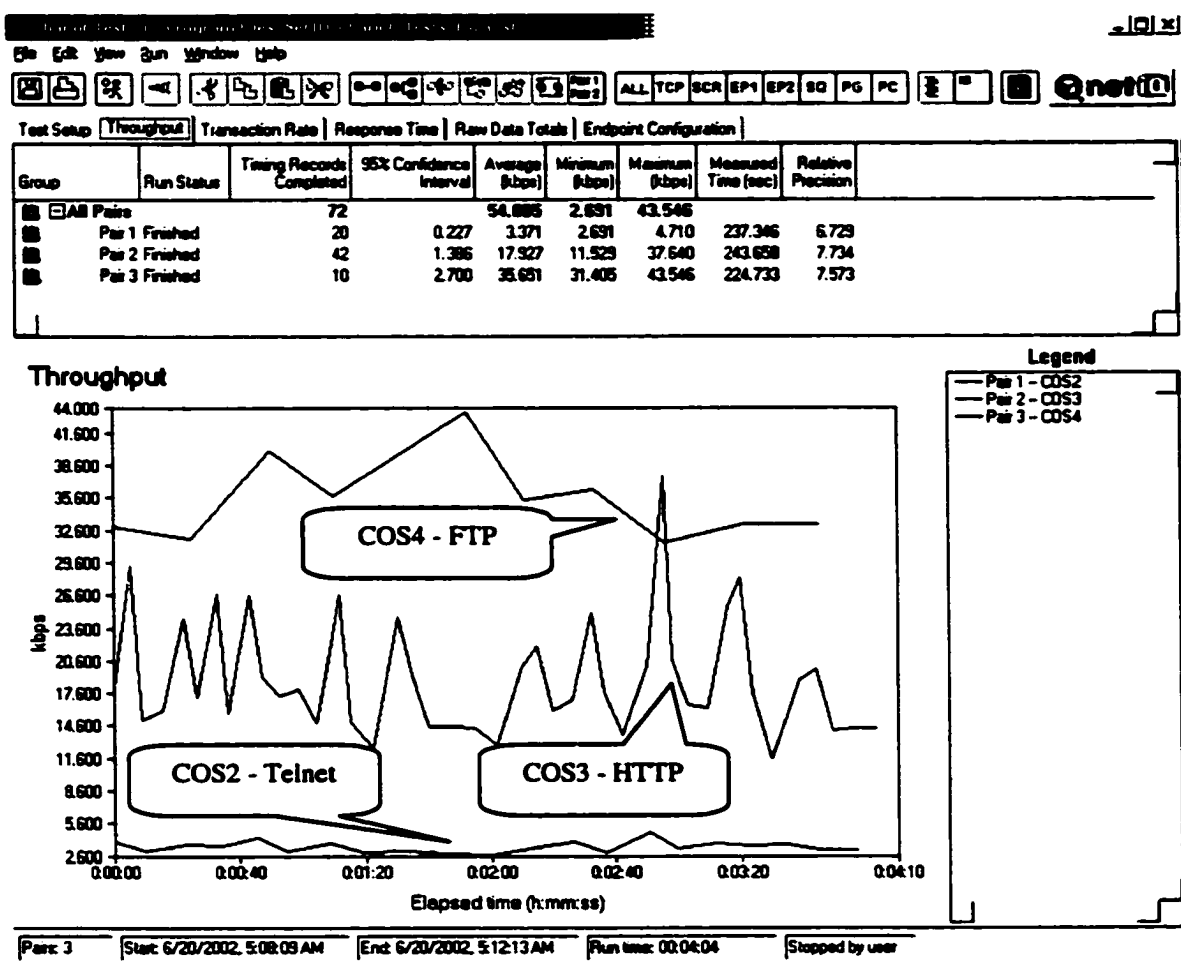 File Edit View Run Window Help
Pair 1 Pair 2 ALL TCP SCR EP1 EP2 SQ PG PC
netiQ
Test Setup Throughput Transaction Rate Response Time Raw Data Totals Endpoint Configuration
Group Run Status Timing Records Completed 95% Confidence Interval Average (kbps) Minimum (kbps) Maximum (kbps) Measured Time (sec) Relative Precision
All Pairs 72 2.691 43.546
Pair 1 Finished 20 0.227 3.371 2.691 4.710 237.346 6.729
Pair 2 Finished 42 1.386 17.927 11.529 37.640 243.658 7.734
Pair 3 Finished 10 2.700 35.651 31.405 43.546 224.733 7.573
Throughput
Legend
Pair 1 - COS2
Pair 2 - COS3
Pair 3 - COS4
44.000
41.600
38.600
35.600
32.600
29.600
26.600
23.600
20.600
17.600
14.600
11.600
8.600
5.600
2.600
kbps
COS4 - FTP
COS2 - Telnet
COS3 - HTTP
0:00:00 0:00:40 0:01:20 0:02:00 0:02:40 0:03:20 0:04:10
Elapsed time (h:mm:ss)
Pairs: 3 Start: 6/20/2002, 5:08:09 AM End: 6/20/2002, 5:12:13 AM Run time: 00:04:04 Stopped by user